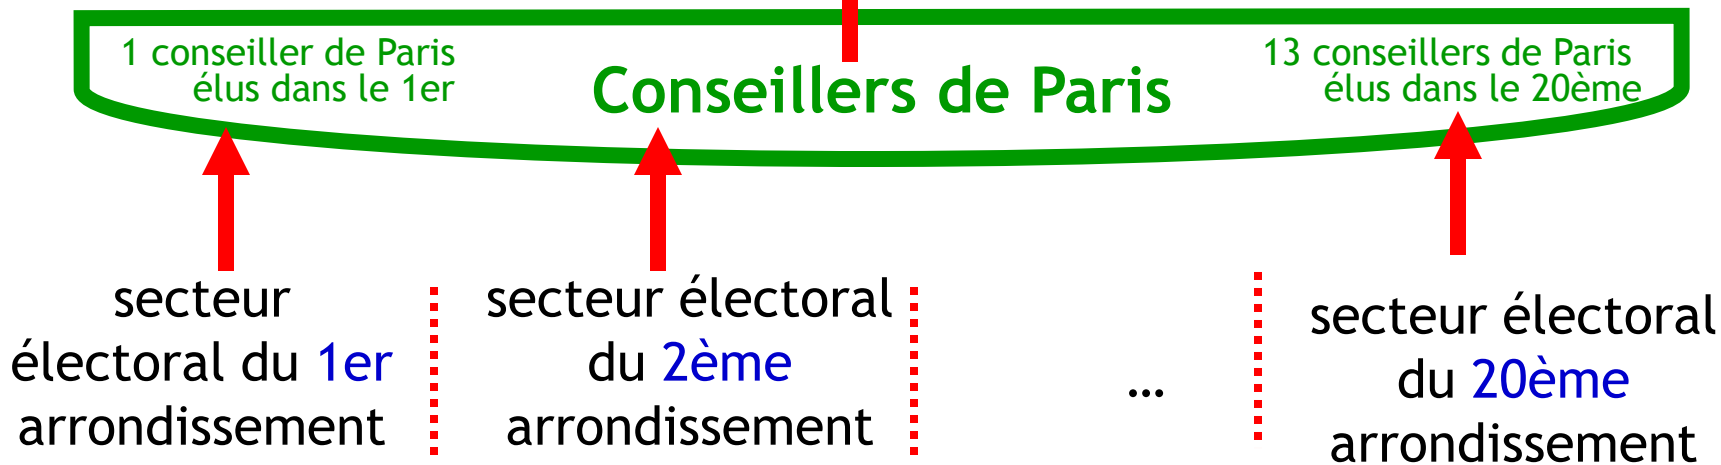 1 conseiller de Paris
élus dans le 1er
Conseillers de Paris
13 conseillers de Paris
élus dans le 20ème
secteur
électoral du 1er
arrondissement
secteur électoral
du 2ème
arrondissement
...
secteur électoral
du 20ème
arrondissement